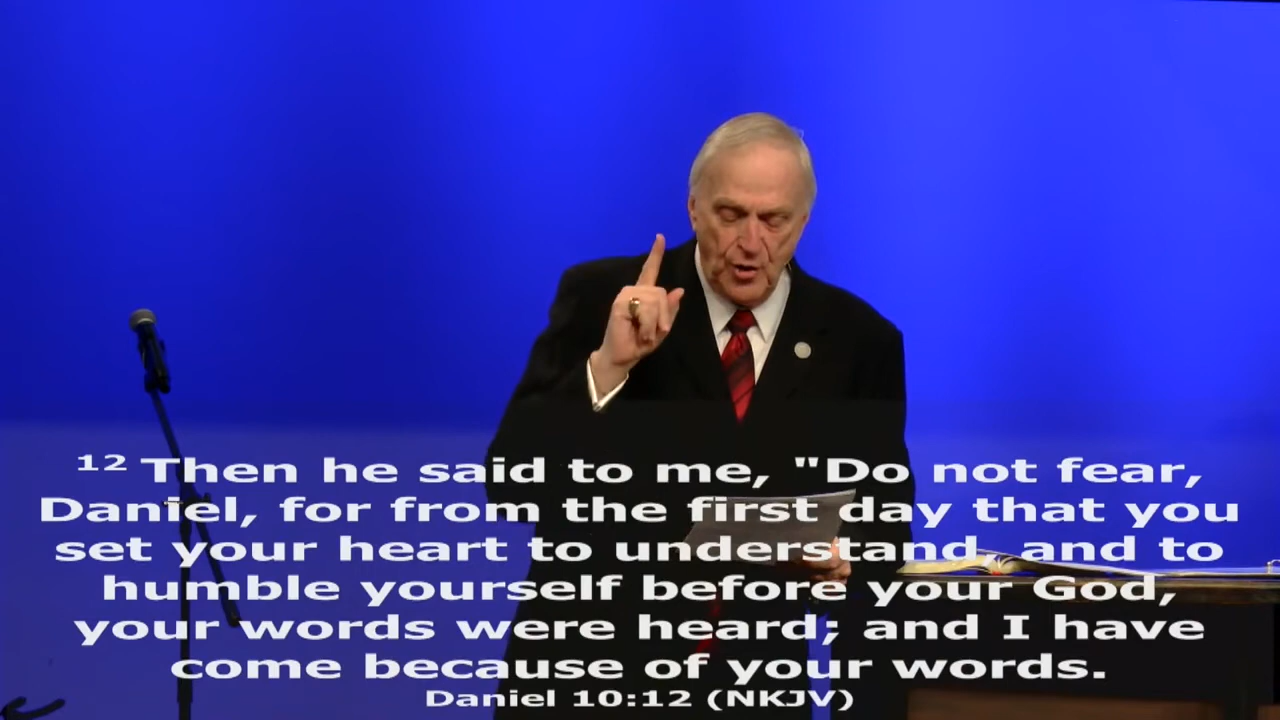 12 Then he said to me, "Do not fear,
Daniel, for from the first day that you
set your heart to understand, and to
humble yourself before your God,
your words were heard; and I have
come because of your words.
Daniel 10:12 (NKJV)